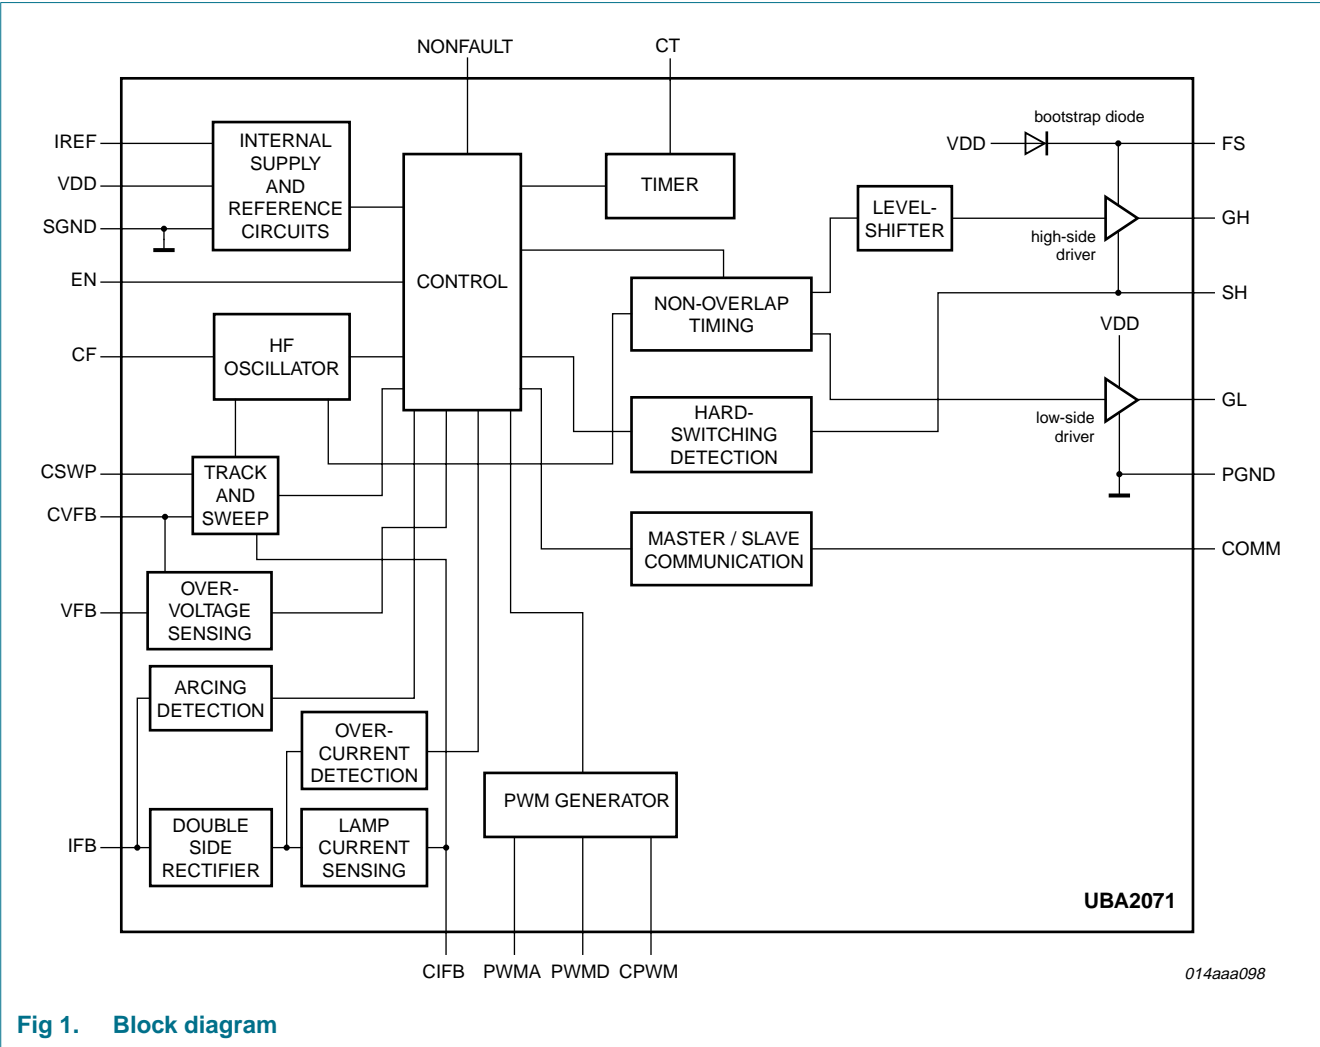 NONFAULT
CT
bootstrap diode
IREF
INTERNAL
SUPPLY
AND
REFERENCE
CIRCUITS
VDD
FS
VDD
TIMER
LEVEL-
SHIFTER
GH
SGND
high-side
driver
EN
CONTROL
NON-OVERLAP
TIMING
SH
VDD
CF
HF
OSCILLATOR
HARD-
SWITCHING
DETECTION
low-side
driver
GL
CSWP
TRACK
AND
SWEEP
PGND
CVFB
MASTER / SLAVE
COMMUNICATION
COMM
VFB
OVER-
VOLTAGE
SENSING
ARCING
DETECTION
OVER-
CURRENT
DETECTION
PWM GENERATOR
IFB
DOUBLE
SIDE
RECTIFIER
LAMP
CURRENT
SENSING
UBA2071
CIFB
PWMA
PWMD
CPWM
014aaa098
Fig 1. Block diagram